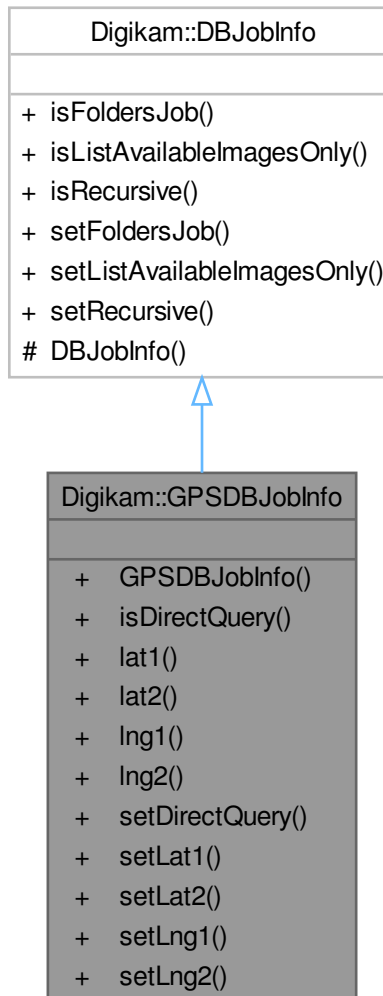 Digikam::DBJobInfo
+ isFoldersJob()
+ isListAvailableImagesOnly()
+ isRecursive()
+ setFoldersJob()
+ setListAvailableImagesOnly()
+ setRecursive()
# DBJobInfo()
Digikam::GPSDBJobInfo
+ GPSDBJobInfo()
+ isDirectQuery()
+ lat1()
+ lat2()
+ lng1()
+ lng2()
+ setDirectQuery()
+ setLat1()
+ setLat2()
+ setLng1()
+ setLng2()